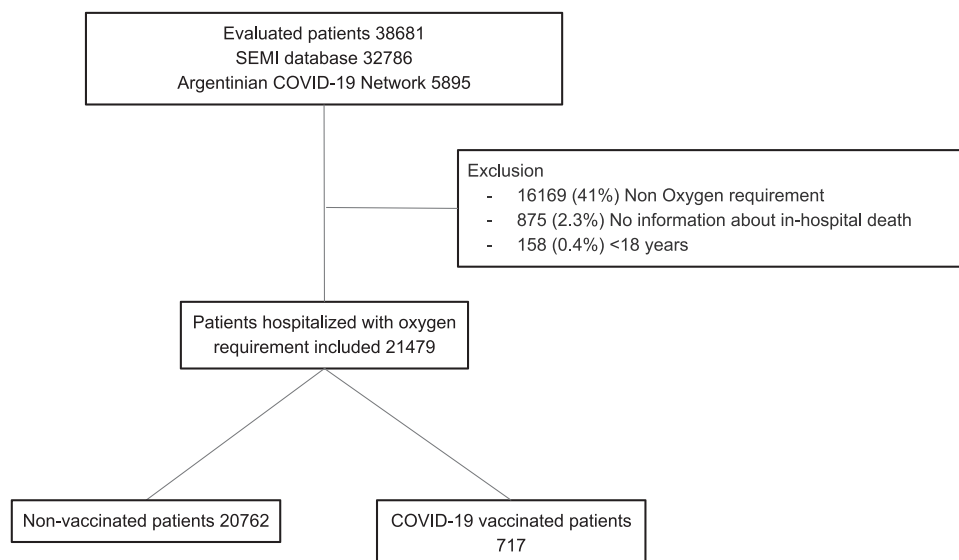 Evaluated patients 38681
SEMI database 32786
Argentinian COVID-19 Network 5895
Exclusion
- 16169 (41%) Non Oxygen requirement
- 875 (2.3%) No information about in-hospital death
- 158 (0.4%) <18 years
Patients hospitalized with oxygen
requirement included 21479
Non-vaccinated patients 20762
COVID-19 vaccinated patients
717